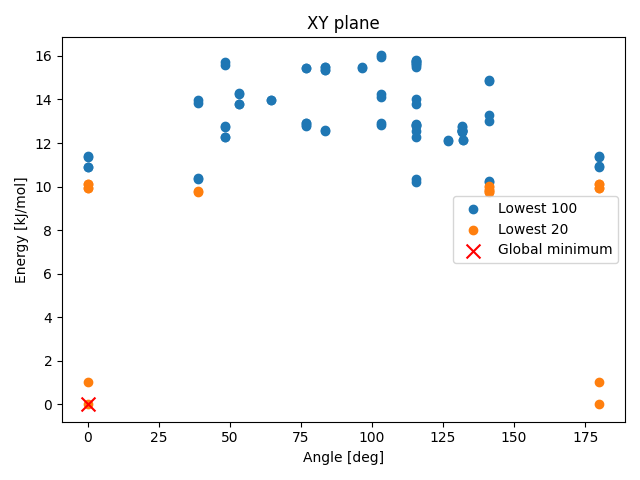 XY plane
16
14
12
10
8
6
4
2
0
Energy [kJ/mol]
Lowest 100
Lowest 20
Global minimum
0
25
50
75
100
125
150
175
Angle [deg]